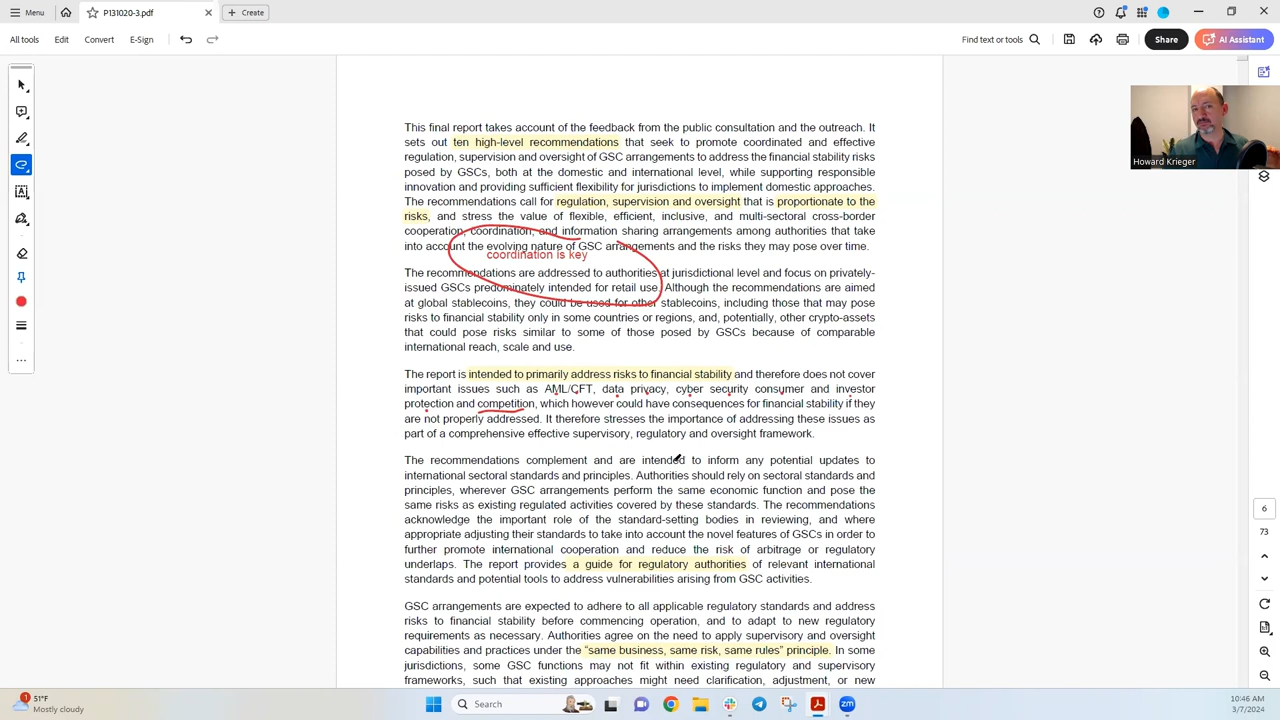 Menu
P131020-3.pdf
Create
All tools
Edit
Convert
E-Sign
Find text or tools
Share
AI Assistant
Howard Krieger
This final report takes account of the feedback from the public consultation and the outreach. It
sets out ten high-level recommendations that seek to promote coordinated and effective
regulation, supervision and oversight of GSC arrangements to address the financial stability risks
posed by GSCs, both at the domestic and international level, while supporting responsible
innovation and providing sufficient flexibility for jurisdictions to implement domestic approaches.
The recommendations call for regulation, supervision and oversight that is proportionate to the
risks, and stress the value of flexible, efficient, inclusive, and multi-sectoral cross-border
cooperation, coordination, and information sharing arrangements among authorities that take
into account the evolving nature of GSC arrangements and the risks they may pose over time.
coordination is key
The recommendations are addressed to authorities at jurisdictional level and focus on privately-
issued GSCs predominately intended for retail use. Although the recommendations are aimed
at global stablecoins, they could be used for other stablecoins, including those that may pose
risks to financial stability only in some countries or regions, and, potentially, other crypto-assets
that could pose risks similar to some of those posed by GSCs because of comparable
international reach, scale and use.
The report is intended to primarily address risks to financial stability and therefore does not cover
important issues such as AML/CFT, data privacy, cyber security consumer and investor
protection and competition, which however could have consequences for financial stability if they
are not properly addressed. It therefore stresses the importance of addressing these issues as
part of a comprehensive effective supervisory, regulatory and oversight framework.
The recommendations complement and are intended to inform any potential updates to
international sectoral standards and principles. Authorities should rely on sectoral standards and
principles, wherever GSC arrangements perform the same economic function and pose the
same risks as existing regulated activities covered by these standards. The recommendations
acknowledge the important role of the standard-setting bodies in reviewing, and where
appropriate adjusting their standards to take into account the novel features of GSCs in order to
further promote international cooperation and reduce the risk of arbitrage or regulatory
underlaps. The report provides a guide for regulatory authorities of relevant international
standards and potential tools to address vulnerabilities arising from GSC activities.
GSC arrangements are expected to adhere to all applicable regulatory standards and address
risks to financial stability before commencing operation, and to adapt to new regulatory
requirements as necessary. Authorities agree on the need to apply supervisory and oversight
capabilities and practices under the “same business, same risk, same rules” principle. In some
jurisdictions, some GSC functions may not fit within existing regulatory and supervisory
frameworks, such that existing approaches might need clarification, adjustment, or new
6
73
1
51°F
Mostly cloudy
Search
10:46 AM
3/7/2024